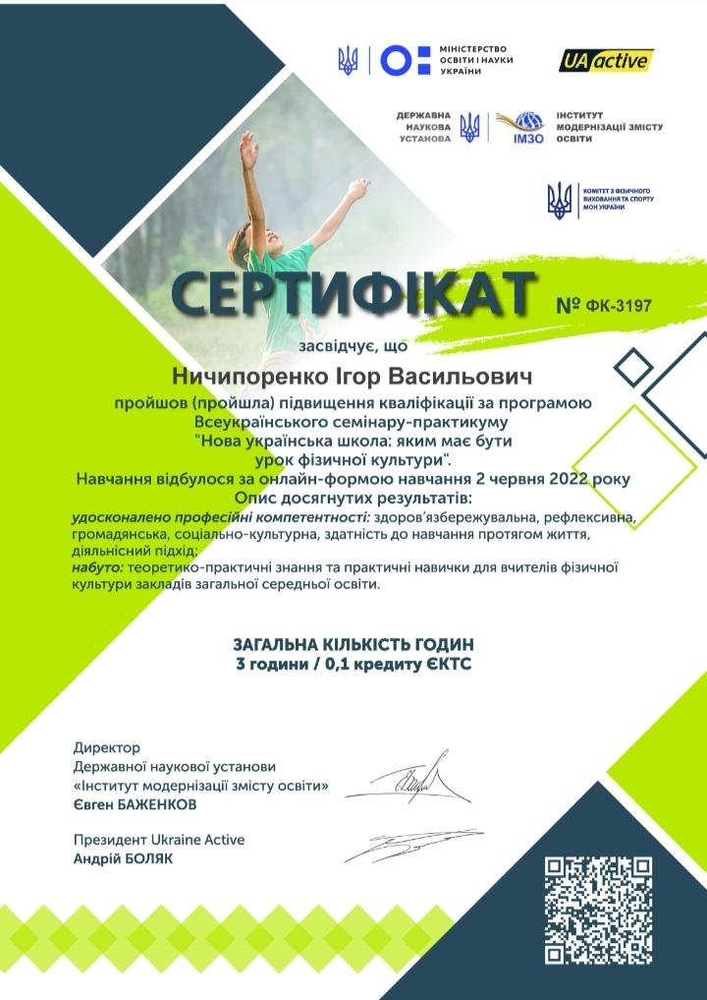 МІНІСТЕРСТВО
ОСВІТИ І НАУКИ
УКРАЇНИ
UA active
ДЕРЖАВНА
НАУКОВА
УСТАНОВА
ІМЗО
ІНСТИТУТ
МОДЕРНІЗАЦІЇ ЗМІСТУ
ОСВІТИ
КОМІТЕТ З ФІЗИЧНОГО
ВИХОВАННЯ ТА СПОРТУ
МОН УКРАЇНИ
СЕРТИФІКАТ № ФК-3197
засвідчує, що
Ничипоренко Ігор Васильович
пройшов (пройшла) підвищення кваліфікації за програмою
Всеукраїнського семінару-практикуму
"Нова українська школа: яким має бути
урок фізичної культури".
Навчання відбулося за онлайн-формою навчання 2 червня 2022 року
Опис досягнутих результатів:
удосконалено професійні компетентності: здоров'язбережувальна, рефлексивна,
громадянська, соціально-культурна, здатність до навчання протягом життя,
діяльнісний підхід;
набуто: теоретико-практичні знання та практичні навички для вчителів фізичної
культури закладів загальної середньої освіти.
ЗАГАЛЬНА КІЛЬКІСТЬ ГОДИН
3 години / 0,1 кредиту ЄКТС
Директор
Державної наукової установи
«Інститут модернізації змісту освіти»
Євген БАЖЕНКОВ
Президент Ukraine Active
Андрій БОЛЯК